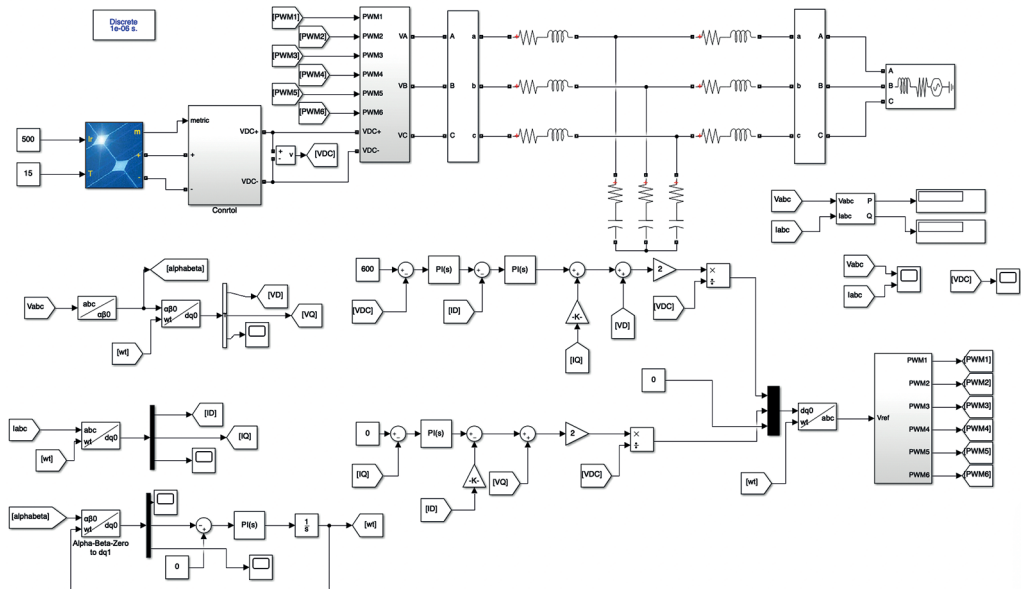 Discrete
1e-06 s.
[PWM1]
[PWM2]
[PWM3]
[PWM4]
[PWM5]
[PWM6]
PWM1
PWM2
PWM3
PWM4
PWM5
PWM6
VDC+
VDC-
VA
VB
VC
A
B
C
a
b
c
a
b
c
A
B
C
A
B
C
500
15
Ir
T
m
+
-
metric
+
-
VDC+
VDC-
Conrtol
+
-
v
[VDC]
Vabc
Iabc
Vabc
Iabc
P
Q
Vabc
Iabc
[VDC]
[alphabeta]
Vabc
abc
αβ0
αβ0
wt
dq0
[wt]
[VD]
[VQ]
600
[VDC]
PI(s)
[ID]
PI(s)
-K-
[IQ]
[VD]
2
[VDC]
×
÷
0
Iabc
[wt]
abc
wt
dq0
[ID]
[IQ]
0
[IQ]
PI(s)
-K-
[ID]
[VQ]
2
[VDC]
×
÷
dq0
wt
abc
[wt]
Vref
PWM1
PWM2
PWM3
PWM4
PWM5
PWM6
[PWM1]
[PWM2]
[PWM3]
[PWM4]
[PWM5]
[PWM6]
[alphabeta]
αβ0
wt
dq0
Alpha-Beta-Zero
to dq1
0
PI(s)
1
s
[wt]